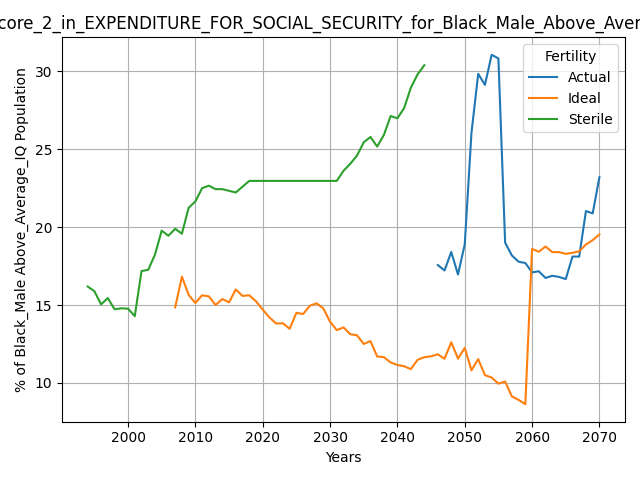 core_2_in_EXPENDITURE_FOR_SOCIAL_SECURITY_for_Black_Male_Above_Aver
Fertility
Actual
Ideal
Sterile
% of Black_Male Above_Average_IQ Population
30
25
20
15
10
2000 2010 2020 2030 2040 2050 2060 2070
Years